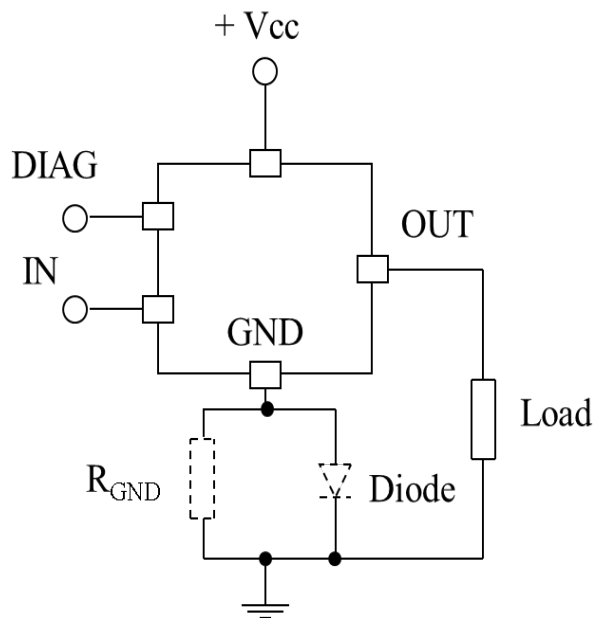 + Vcc
DIAG
OUT
IN
GND
Load
RGND
Diode